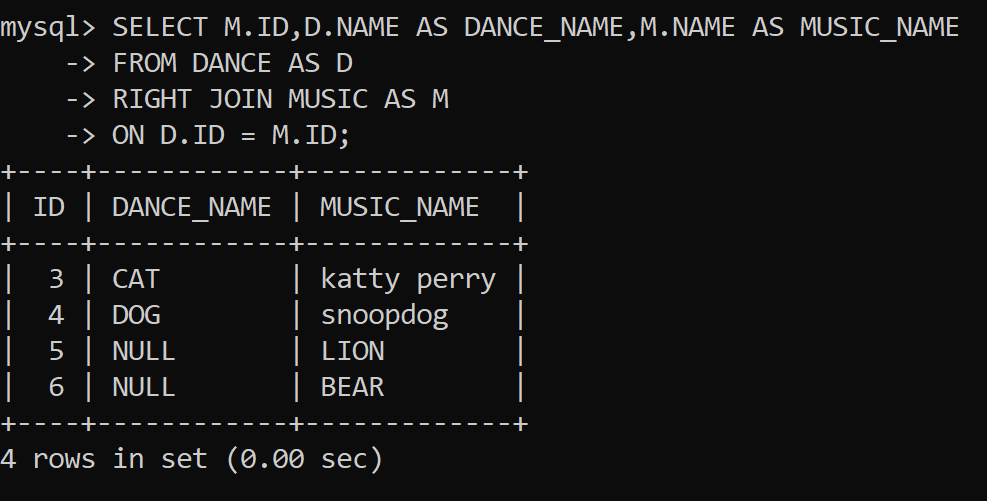 mysql> SELECT M.ID,D.NAME AS DANCE_NAME,M.NAME AS MUSIC_NAME
    -> FROM DANCE AS D
    -> RIGHT JOIN MUSIC AS M
    -> ON D.ID = M.ID;
+----+------------+-------------+
| ID | DANCE_NAME | MUSIC_NAME  |
+----+------------+-------------+
|  3 | CAT        | katty perry |
|  4 | DOG        | snoopdog    |
|  5 | NULL       | LION        |
|  6 | NULL       | BEAR        |
+----+------------+-------------+
4 rows in set (0.00 sec)